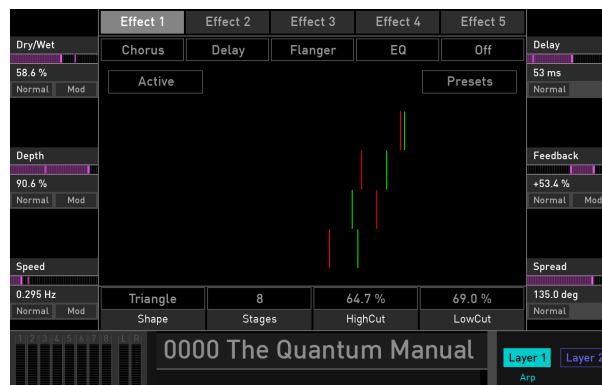 Effect 1 Effect 2 Effect 3 Effect 4 Effect 5
Dry/Wet Chorus Delay Flanger EQ Off Delay
58.6 % Active Presets 53 ms
Normal Mod Normal
Depth Feedback
90.6 % +53.4 %
Normal Mod Normal Mod
Speed Spread
0.295 Hz Triangle 8 64.7 % 69.0 % 135.0 deg
Normal Mod Shape Stages HighCut LowCut Normal
1 2 3 4 5 6 7 8 L R 0000 The Quantum Manual Layer 1 Layer 2
Arp